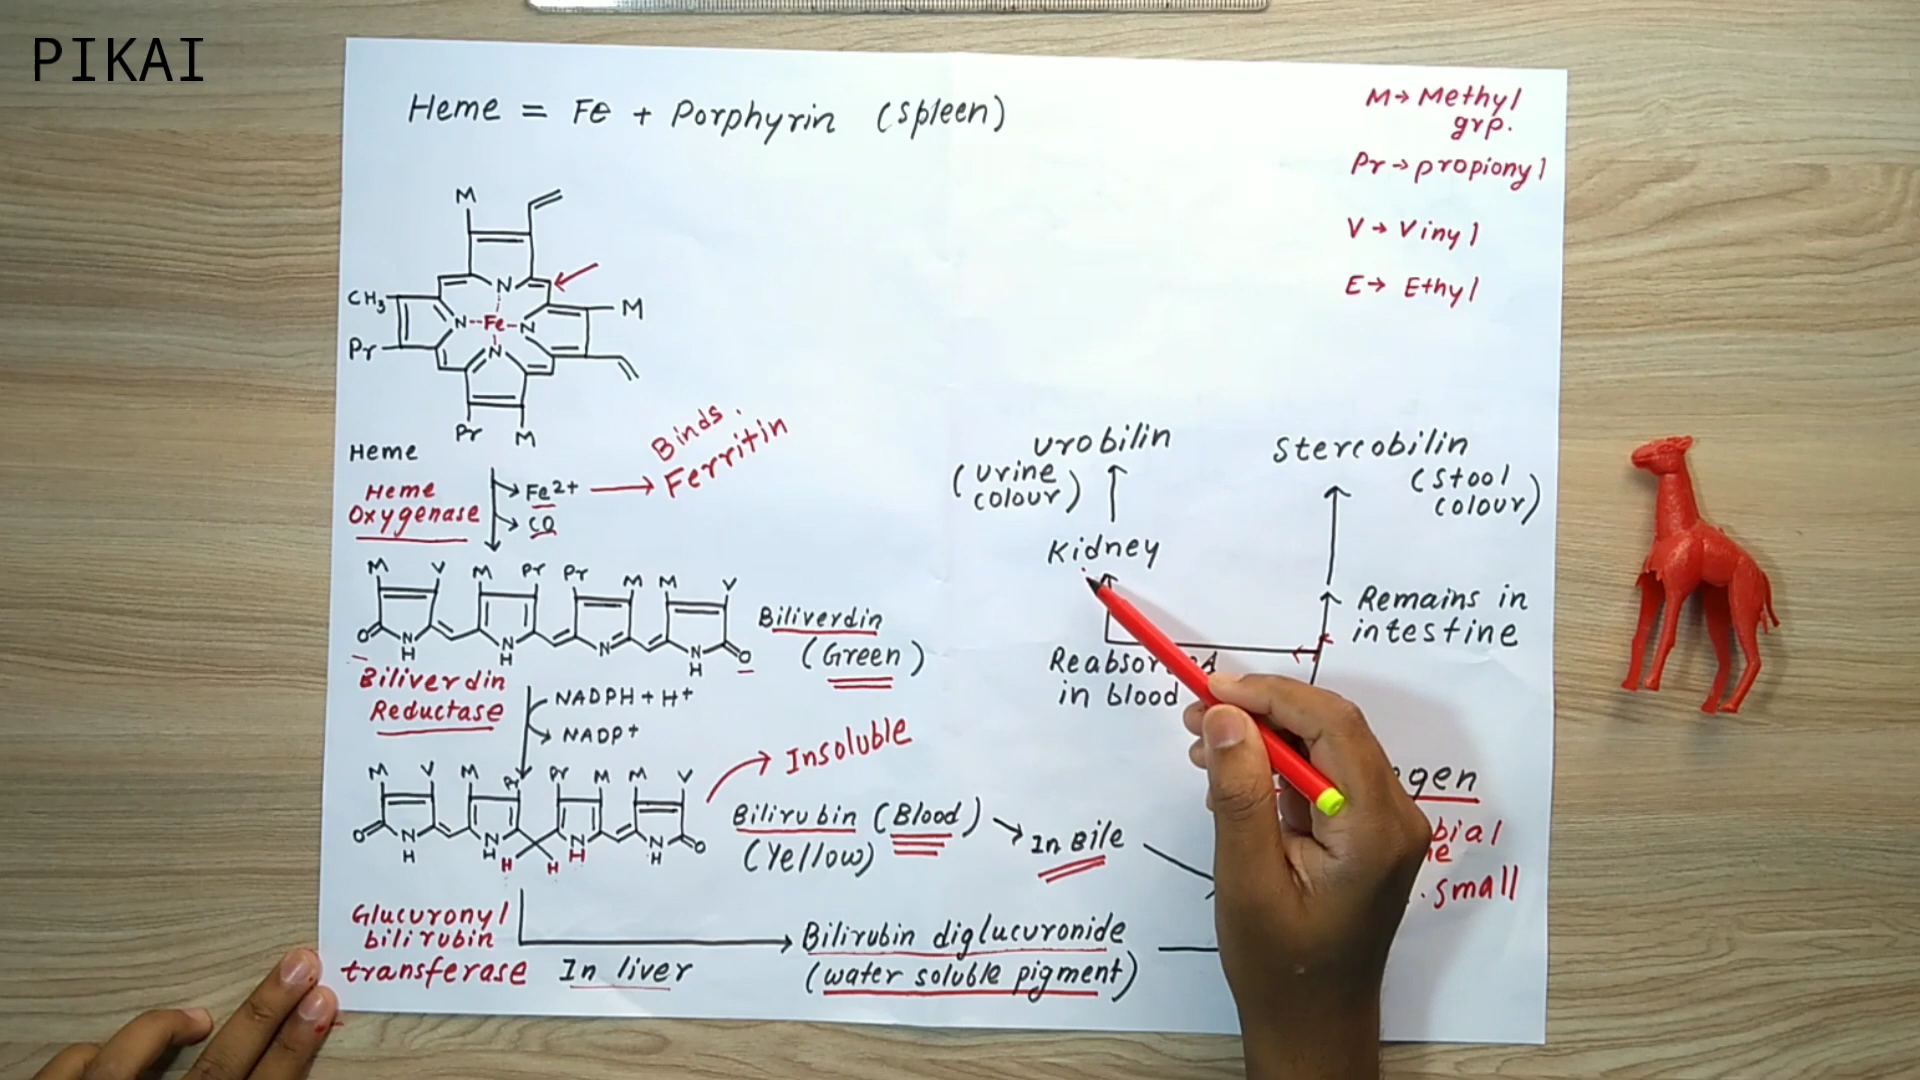 PIKAI
Heme = Fe + Porphyrin (spleen)
M → Methyl
grp.
Pr → propionyl
V → Vinyl
E → Ethyl
M
CH3
N
M
N
Fe
N
Pr
N
Pr
M
Heme
Heme
Oxygenase
Fe2+
CO
Binds.
Ferritin
M V M Pr Pr M M V
O N H N H N N H O
Biliverdin
(Green)
Biliverdin
Reductase
NADPH + H+
NADP+
Insoluble
M V M Pr Pr M M V
O N H N H H H N H N H O
Bilirubin (Blood)
(Yellow)
In Bile
Glucuronyl
bilirubin
transferase
In liver
Bilirubin diglucuronide
(water soluble pigment)
urobilin
(urine
colour)
Kidney
in blood
Stercobilin
(stool
colour)
Remains in
intestine
small